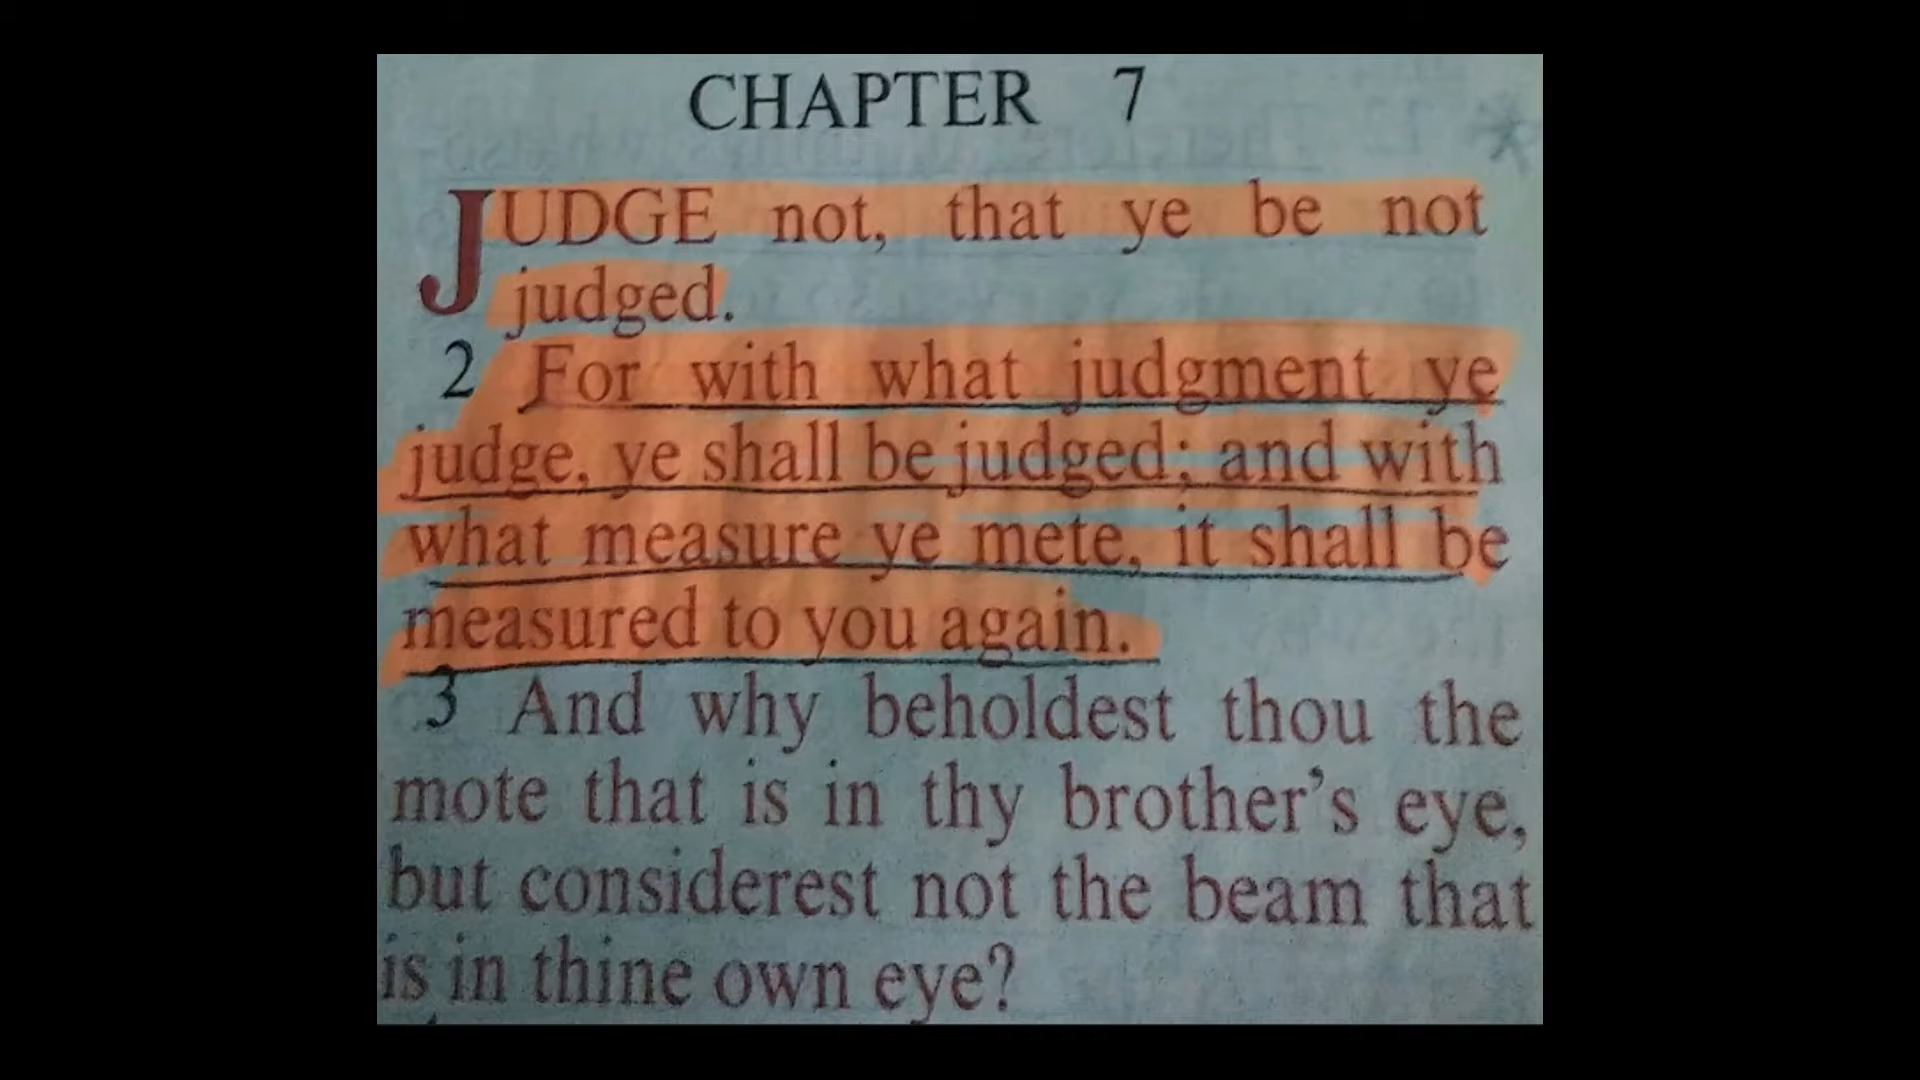 CHAPTER 7
JUDGE not, that ye be not
judged.
2 For with what judgment ye
judge, ye shall be judged: and with
what measure ye mete, it shall be
measured to you again.
3 And why beholdest thou the
mote that is in thy brother's eye,
but considerest not the beam that
is in thine own eye?